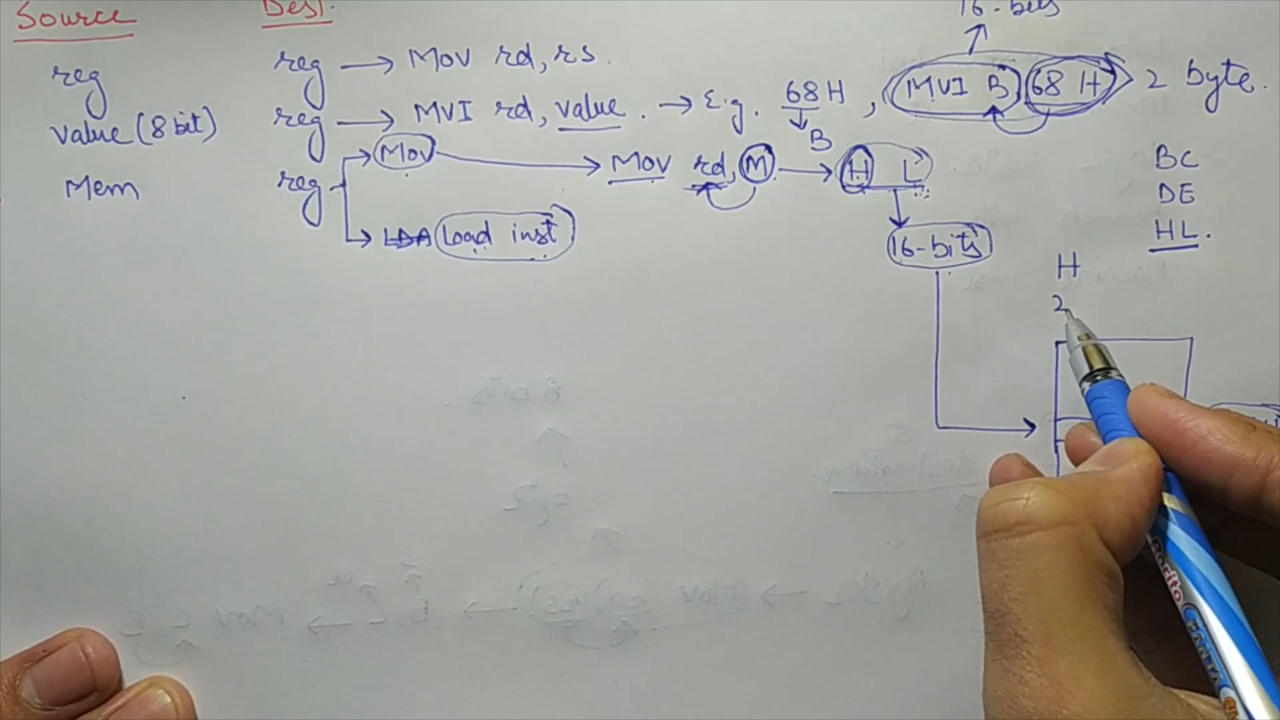 Source Dest. 16-bits
reg reg → MOV rd, rs.
value (8 bit) reg → MVI rd, value. → E.g. 68 H, MVI B 68 H 2 byte.
B
Mem reg Mov → MOV rd, M → H L
LDA Load inst
16-bits
BC
DE
HL.
H
2